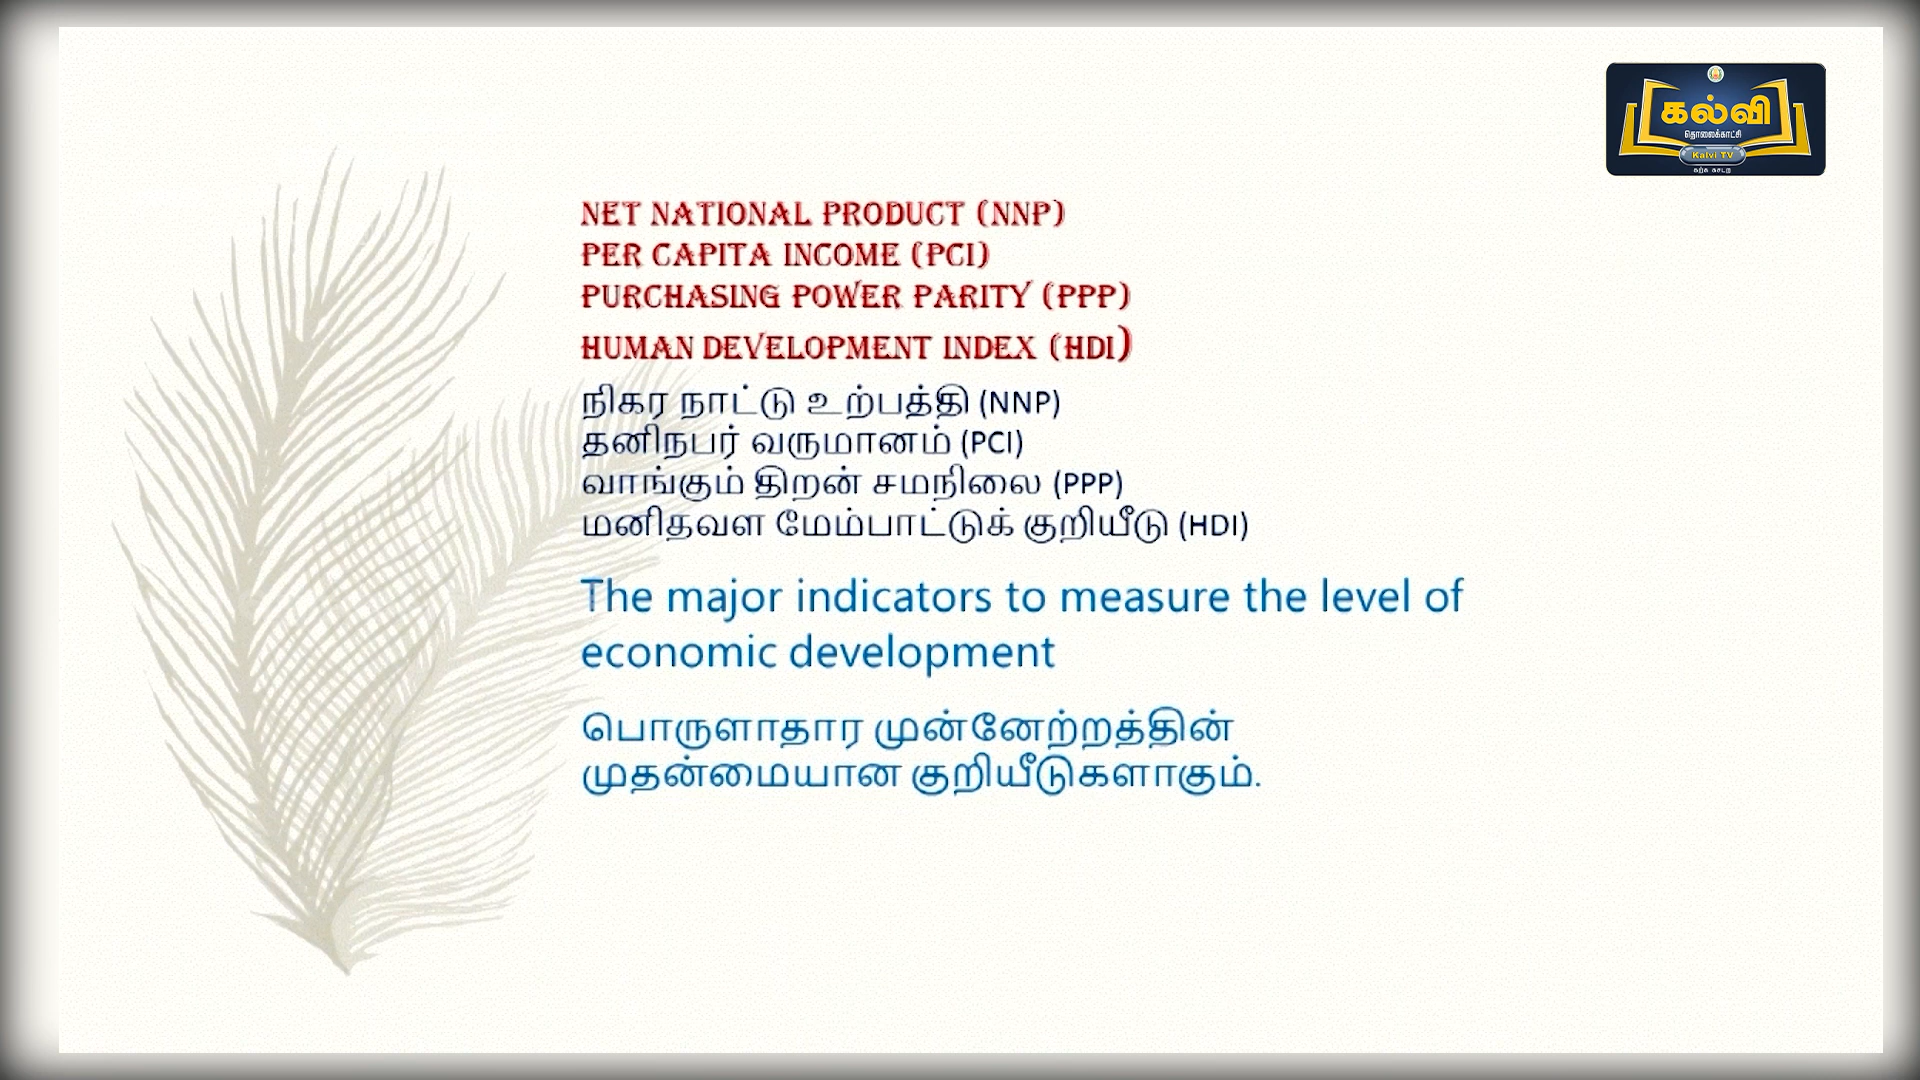 கல்வி
தொலைக்காட்சி
Kalvi TV
கற்க கசடற
NET NATIONAL PRODUCT (NNP)
PER CAPITA INCOME (PCI)
PURCHASING POWER PARITY (PPP)
HUMAN DEVELOPMENT INDEX (HDI)
நிகர நாட்டு உற்பத்தி (NNP)
தனிநபர் வருமானம் (PCI)
வாங்கும் திறன் சமநிலை (PPP)
மனிதவள மேம்பாட்டுக் குறியீடு (HDI)
The major indicators to measure the level of
economic development
பொருளாதார முன்னேற்றத்தின்
முதன்மையான குறியீடுகளாகும்.